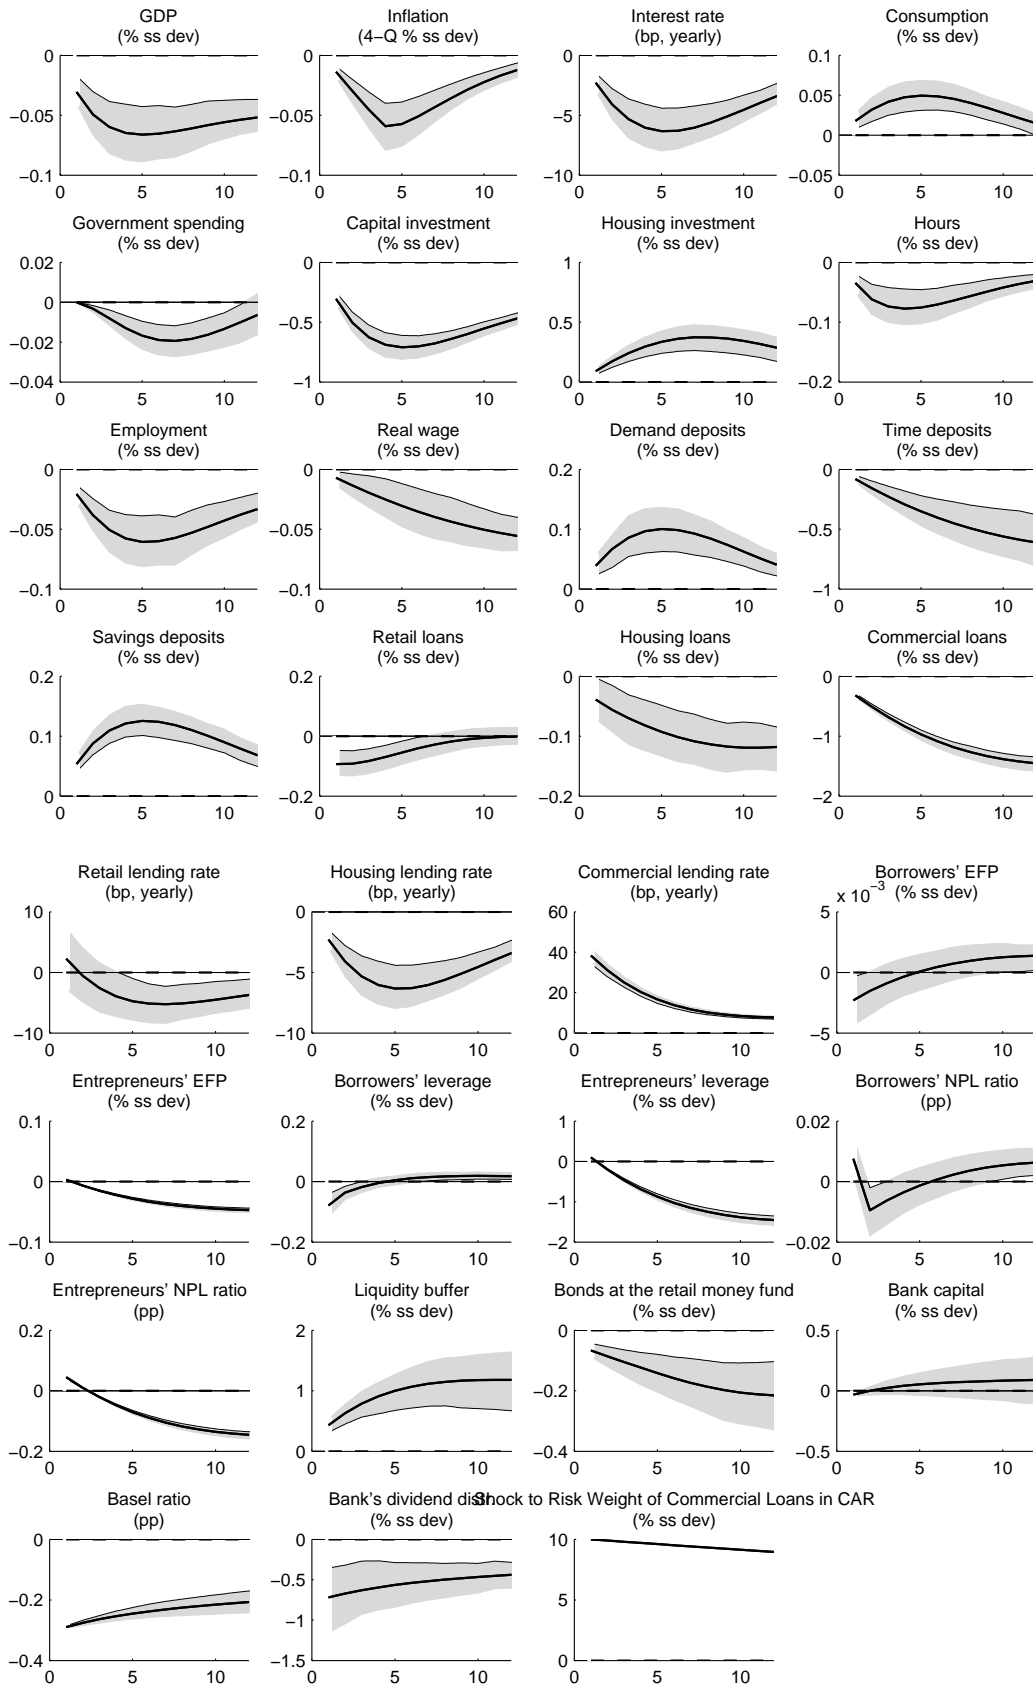 GDP
(% ss dev)
0
−0.05
−0.1
0 5 10
Inflation
(4−Q % ss dev)
0
−0.05
−0.1
0 5 10
Interest rate
(bp, yearly)
0
−5
−10
0 5 10
Consumption
(% ss dev)
0.1
0.05
0
−0.05
0 5 10
Government spending
(% ss dev)
0.02
0
−0.02
−0.04
0 5 10
Capital investment
(% ss dev)
0
−0.5
−1
0 5 10
Housing investment
(% ss dev)
1
0.5
0
0 5 10
Hours
(% ss dev)
0
−0.1
−0.2
0 5 10
Employment
(% ss dev)
0
−0.05
−0.1
0 5 10
Real wage
(% ss dev)
0
−0.05
−0.1
0 5 10
Demand deposits
(% ss dev)
0.2
0.1
0
0 5 10
Time deposits
(% ss dev)
0
−0.5
−1
0 5 10
Savings deposits
(% ss dev)
0.2
0.1
0
0 5 10
Retail loans
(% ss dev)
0.2
0
−0.2
0 5 10
Housing loans
(% ss dev)
0
−0.1
−0.2
0 5 10
Commercial loans
(% ss dev)
0
−1
−2
0 5 10
Retail lending rate
(bp, yearly)
10
0
−10
0 5 10
Housing lending rate
(bp, yearly)
0
−5
−10
0 5 10
Commercial lending rate
(bp, yearly)
60
40
20
0
0 5 10
Borrowers' EFP
x 10−3 (% ss dev)
5
0
−5
0 5 10
Entrepreneurs' EFP
(% ss dev)
0.1
0
−0.1
0 5 10
Borrowers' leverage
(% ss dev)
0.2
0
−0.2
0 5 10
Entrepreneurs' leverage
(% ss dev)
1
0
−1
−2
0 5 10
Borrowers' NPL ratio
(pp)
0.02
0
−0.02
0 5 10
Entrepreneurs' NPL ratio
(pp)
0.2
0
−0.2
0 5 10
Liquidity buffer
(% ss dev)
2
1
0
0 5 10
Bonds at the retail money fund
(% ss dev)
0
−0.2
−0.4
0 5 10
Bank capital
(% ss dev)
0.5
0
−0.5
0 5 10
Basel ratio
(pp)
0
−0.2
−0.4
0 5 10
Bank's dividend
(% ss dev)
0
−0.5
−1
−1.5
0 5 10
Shock to Risk Weight of Commercial Loans in CAR
(% ss dev)
10
5
0
0 5 10